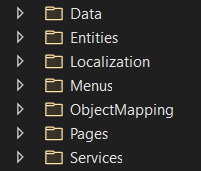 Data
Entities
Localization
Menus
ObjectMapping
Pages
Services